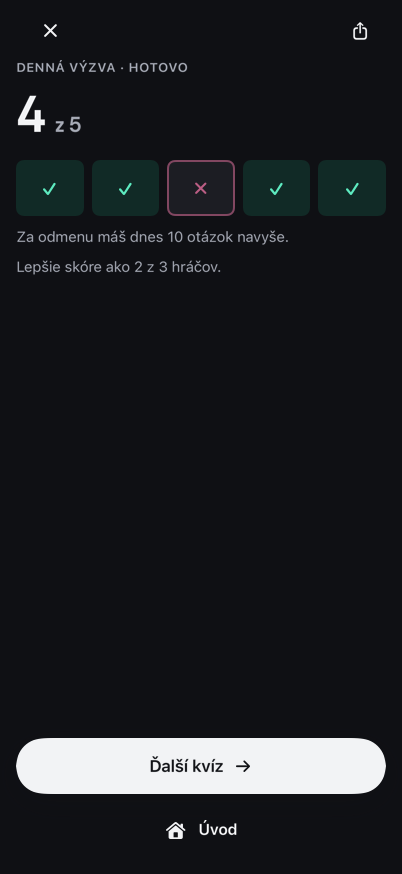 DENNÁ VÝZVA · HOTOVO
4 z 5
Za odmenu máš dnes 10 otázok navyše.
Lepšie skóre ako 2 z 3 hráčov.
Ďalší kvíz →
Úvod